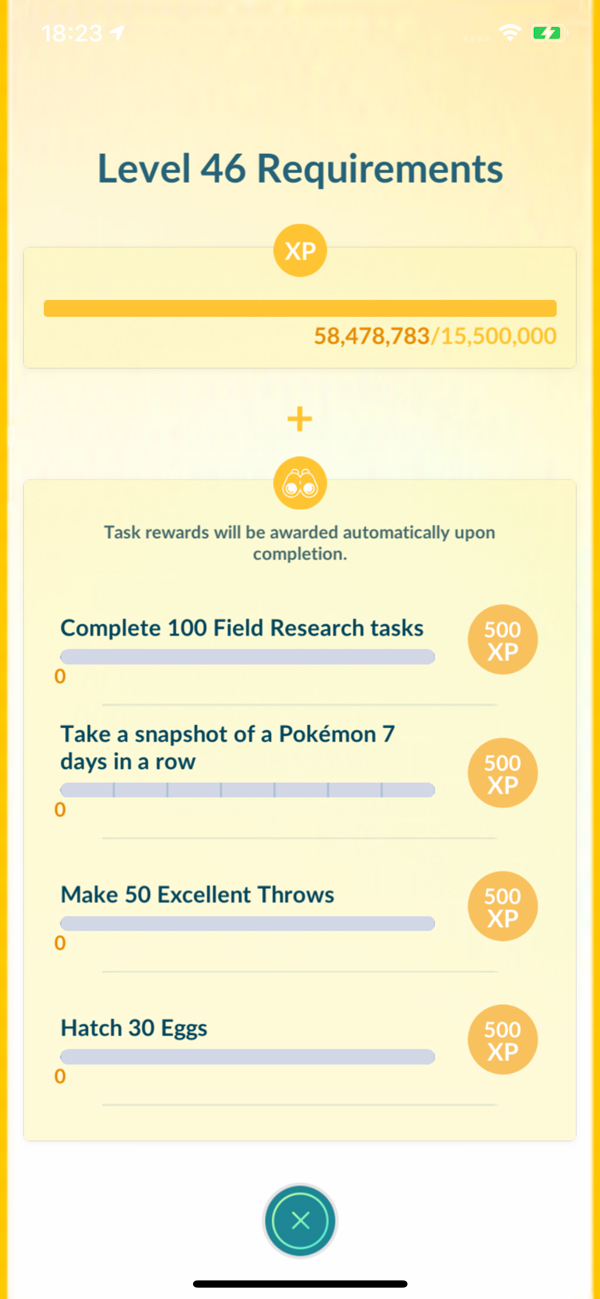 18:23
Level 46 Requirements
XP
58,478,783/15,500,000
+
Task rewards will be awarded automatically upon
completion.
Complete 100 Field Research tasks
500
XP
0
Take a snapshot of a Pokémon 7
days in a row
500
XP
0
Make 50 Excellent Throws
500
XP
0
Hatch 30 Eggs
500
XP
0